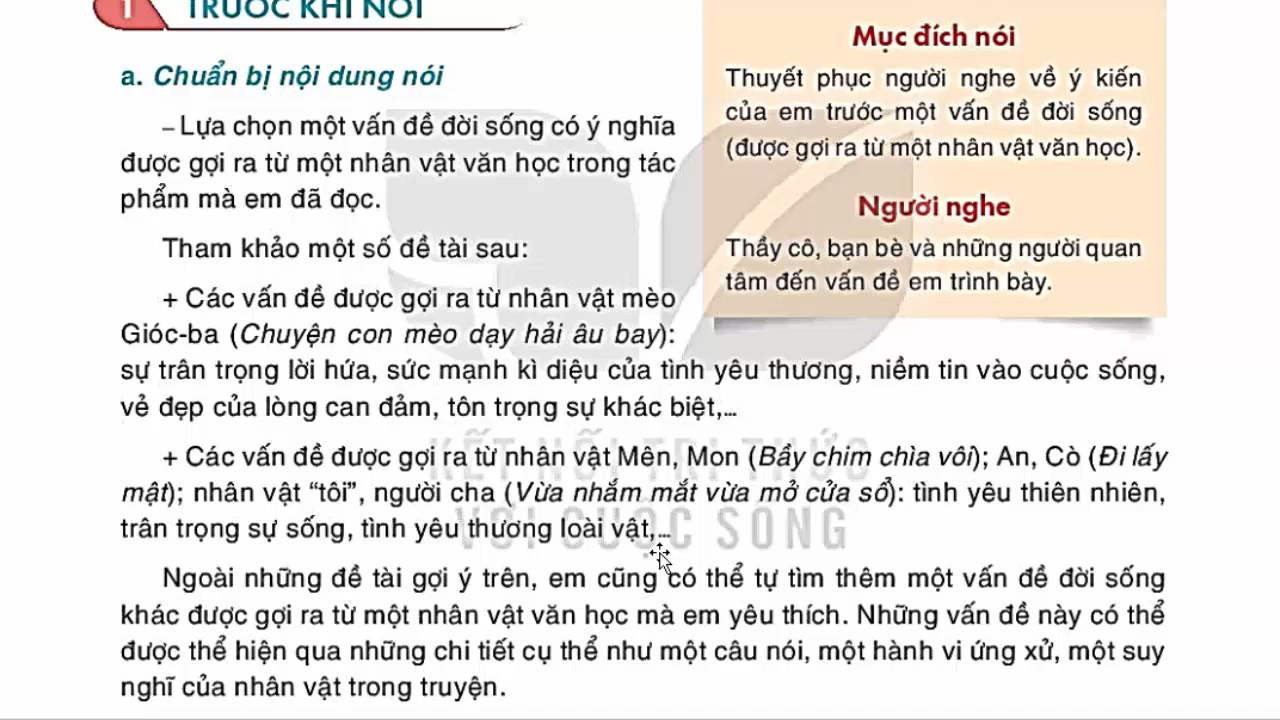 1 TRƯỚC KHI NÓI
a. Chuẩn bị nội dung nói
– Lựa chọn một vấn đề đời sống có ý nghĩa
được gợi ra từ một nhân vật văn học trong tác
phẩm mà em đã đọc.
Tham khảo một số đề tài sau:
+ Các vấn đề được gợi ra từ nhân vật mèo
Gióc-ba (Chuyện con mèo dạy hải âu bay):
sự trân trọng lời hứa, sức mạnh kì diệu của tình yêu thương, niềm tin vào cuộc sống,
vẻ đẹp của lòng can đảm, tôn trọng sự khác biệt,...
+ Các vấn đề được gợi ra từ nhân vật Mên, Mon (Bầy chim chìa vôi); An, Cò (Đi lấy
mật); nhân vật “tôi”, người cha (Vừa nhắm mắt vừa mở cửa sổ): tình yêu thiên nhiên,
trân trọng sự sống, tình yêu thương loài vật,...
Ngoài những đề tài gợi ý trên, em cũng có thể tự tìm thêm một vấn đề đời sống
khác được gợi ra từ một nhân vật văn học mà em yêu thích. Những vấn đề này có thể
được thể hiện qua những chi tiết cụ thể như một câu nói, một hành vi ứng xử, một suy
nghĩ của nhân vật trong truyện.
Mục đích nói
Thuyết phục người nghe về ý kiến
của em trước một vấn đề đời sống
(được gợi ra từ một nhân vật văn học).
Người nghe
Thầy cô, bạn bè và những người quan
tâm đến vấn đề em trình bày.
KẾT NỐI TRI THỨC
VỚI CUỘC SỐNG